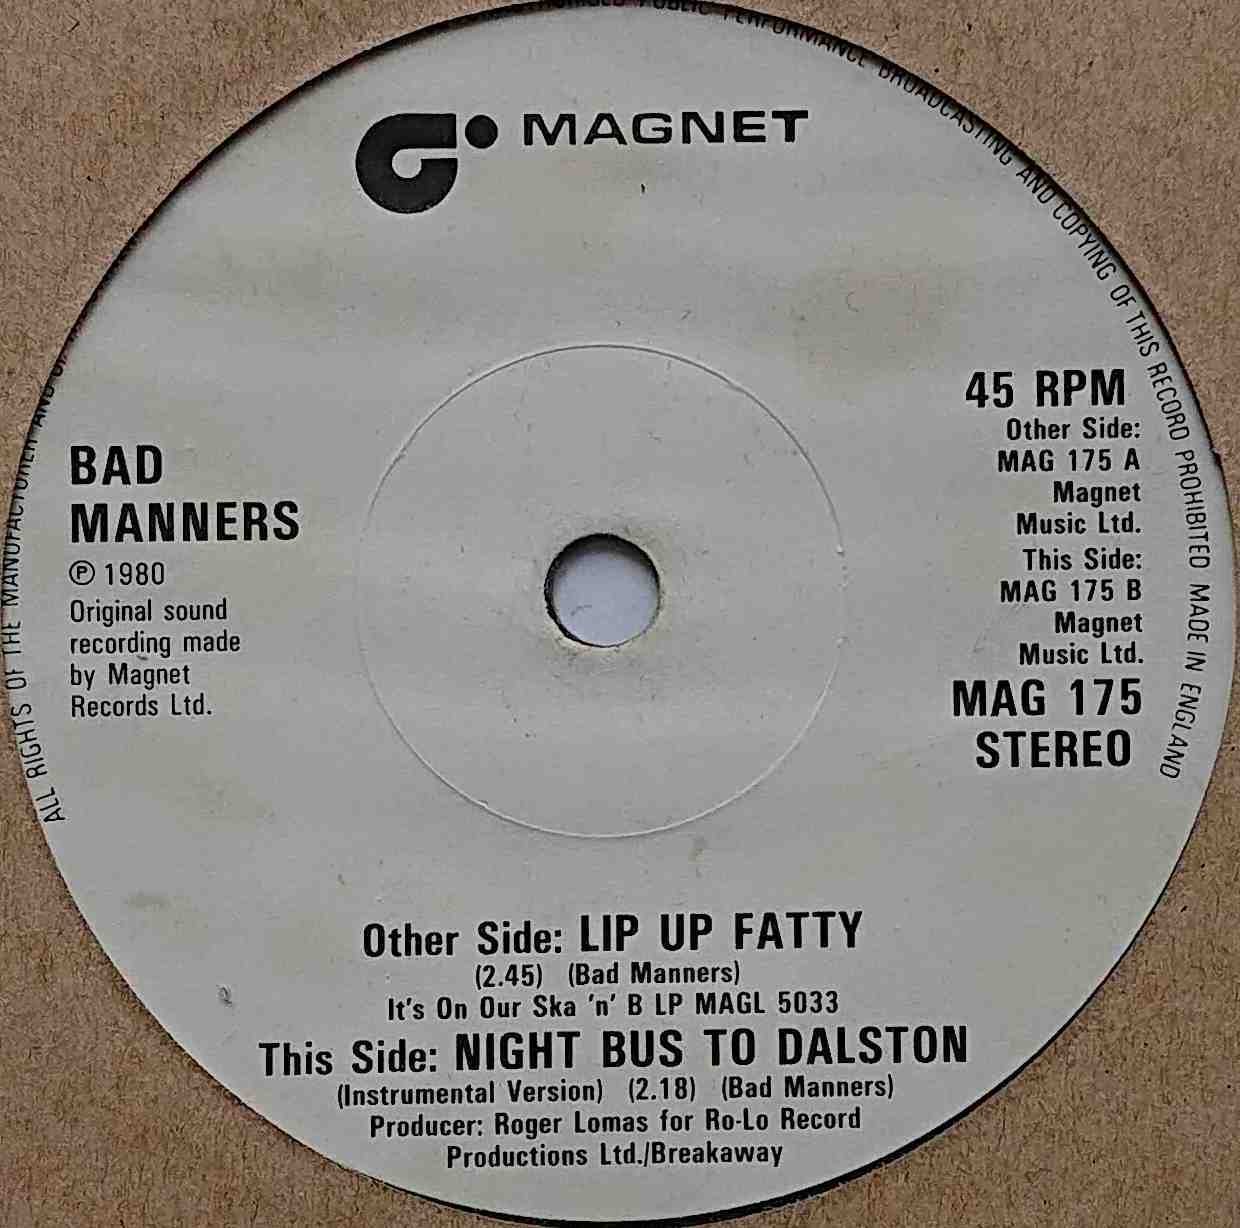 MAGNET
BAD
MANNERS
℗ 1980
Original sound
recording made
by Magnet
Records Ltd.
45 RPM
Other Side:
MAG 175 A
Magnet
Music Ltd.
This Side:
MAG 175 B
Magnet
Music Ltd.
MAG 175
STEREO
Other Side: LIP UP FATTY
(2.45) (Bad Manners)
It's On Our Ska 'n' B LP MAGL 5033
This Side: NIGHT BUS TO DALSTON
(Instrumental Version) (2.18) (Bad Manners)
Producer: Roger Lomas for Ro-Lo Record
Productions Ltd./Breakaway
ALL RIGHTS OF THE MANUFACTURER AND OF
PUBLIC PERFORMANCE BROADCASTING AND COPYING OF THIS RECORD PROHIBITED MADE IN ENGLAND